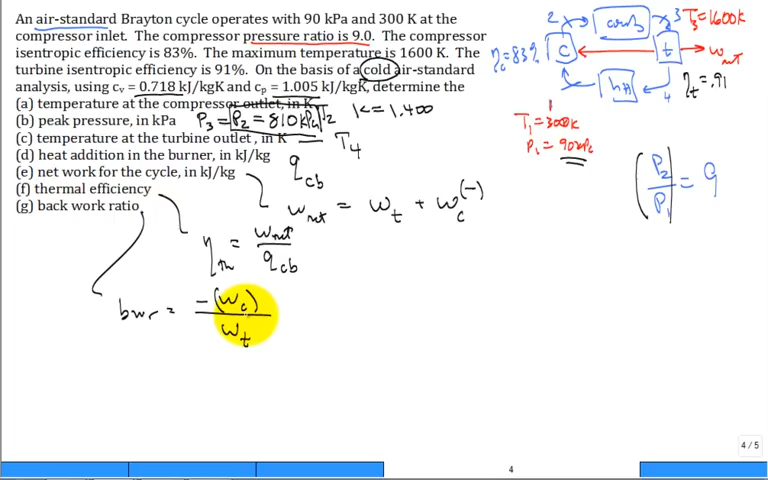 An air-standard Brayton cycle operates with 90 kPa and 300 K at the
compressor inlet. The compressor pressure ratio is 9.0. The compressor
isentropic efficiency is 83%. The maximum temperature is 1600 K. The
turbine isentropic efficiency is 91%. On the basis of a cold air-standard
analysis, using cv = 0.718 kJ/kgK and cp = 1.005 kJ/kgK, determine the
(a) temperature at the compressor outlet, in K T2 k = 1.400
(b) peak pressure, in kPa P3 = P2 = 810 kPa
(c) temperature at the turbine outlet, in K T4
(d) heat addition in the burner, in kJ/kg qcb
(e) net work for the cycle, in kJ/kg
(f) thermal efficiency
(g) back work ratio
wnet = wt + wc(-)
ηth = wnet / qcb
bwr = -(wc) / wt
2 comb 3 T3 = 1600K
ηc = 83% c t wnet
1 hx 4 ηt = .91
T1 = 300K
P1 = 90 kPa
(P2/P1) = 9
4/5
4